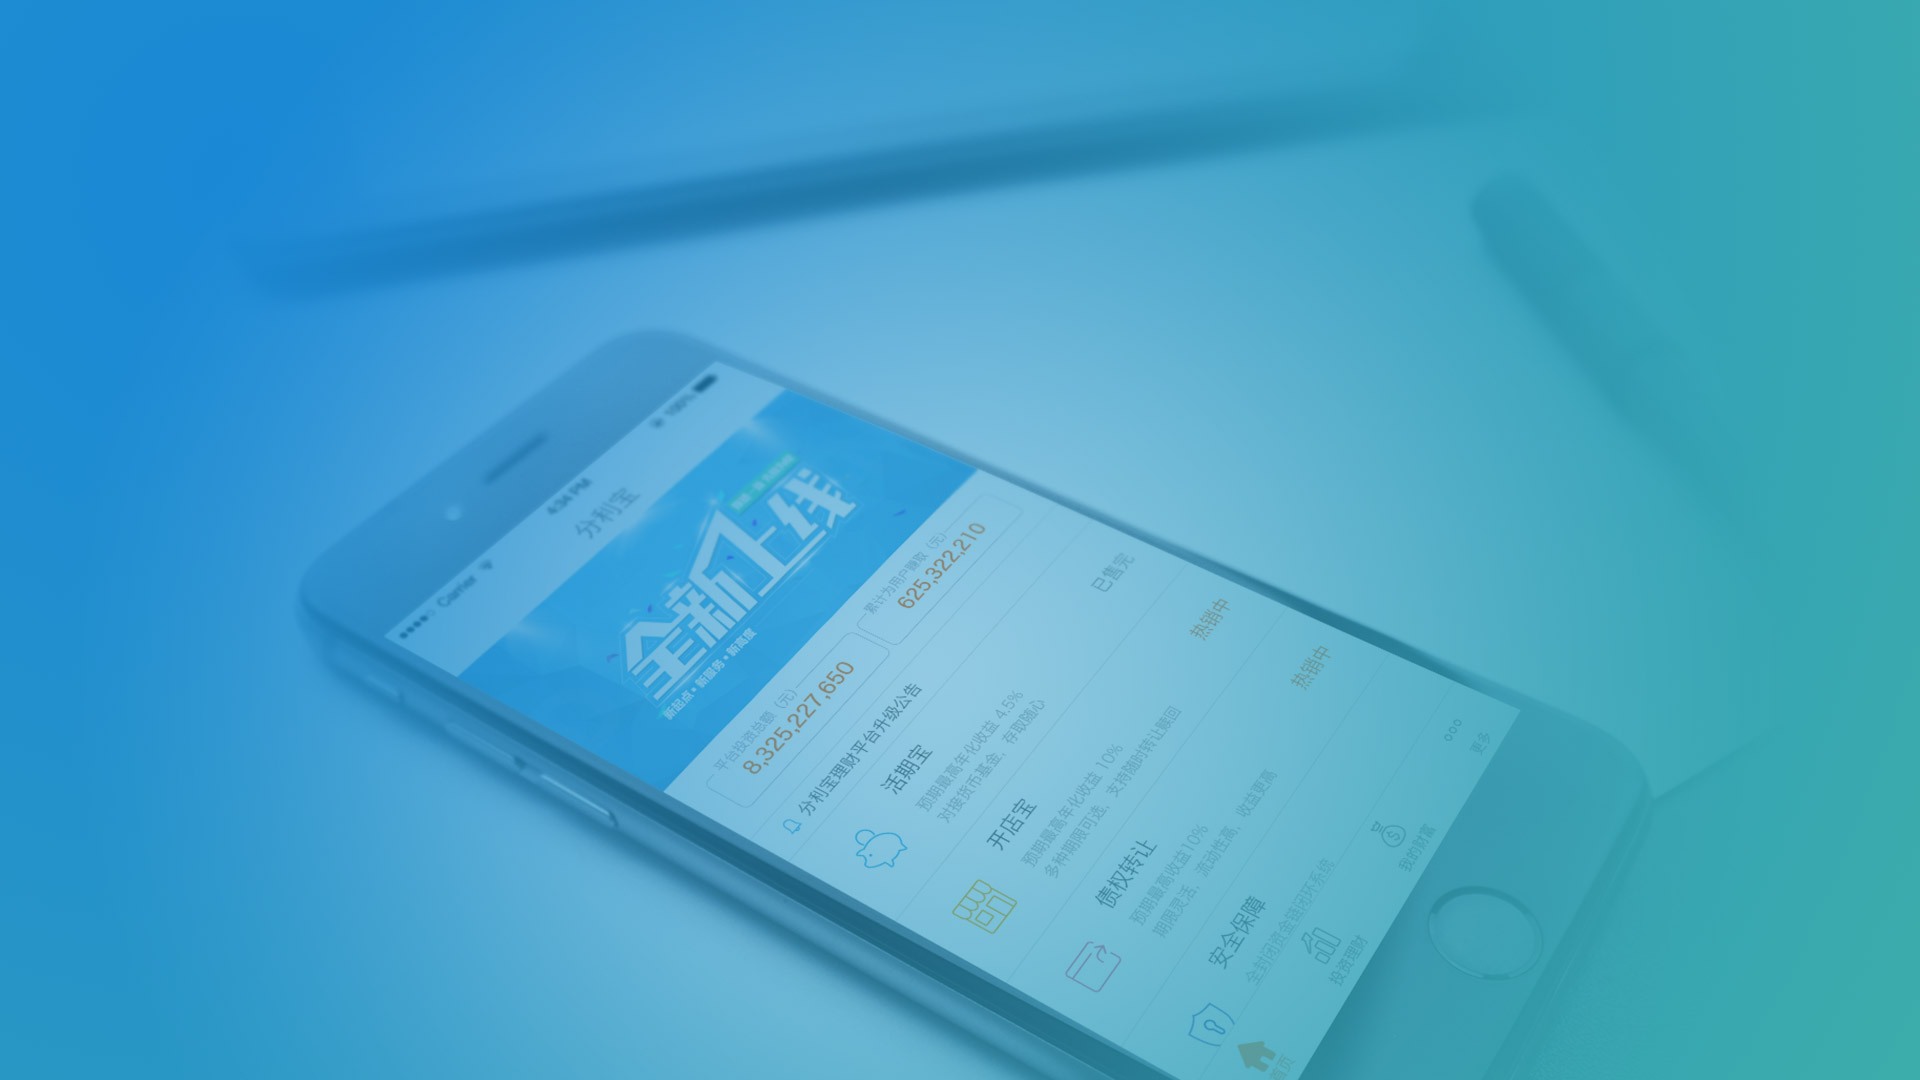 Carrier 4:34 PM 100%
分利宝
全新上线
新起点•新服务•新高度
平台投资总额（元）
8,325,227,650
累计为用户赚取（元）
625,322,210
分利宝理财平台升级公告
活期宝
预期最高年化收益 4.5%
对接货币基金，存取随心
已售完
开店宝
预期最高年化收益 10%
多种期限可选，支持随时转让赎回
热销中
债权转让
预期最高收益10%
期限灵活，流动性高，收益更高
热销中
安全保障
全封闭资金链闭环系统
首页
投资理财
我的财富
更多